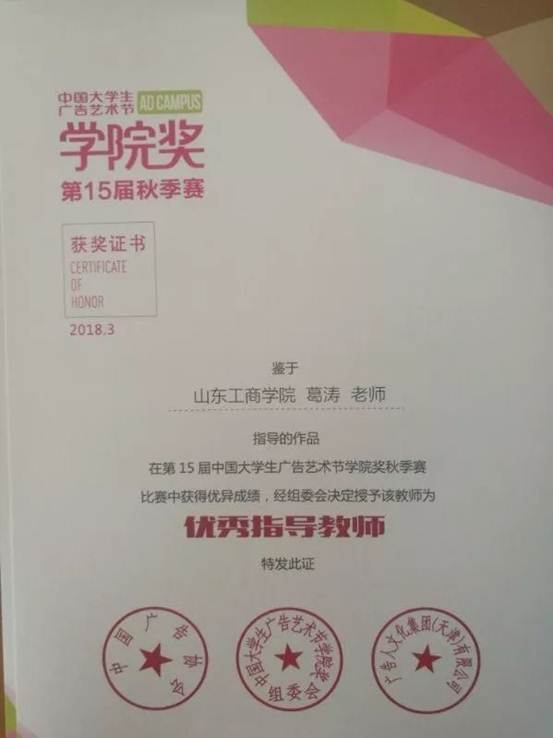 中国大学生
广告艺术节
AD CAMPUS
学院奖
第15届秋季赛
获奖证书
CERTIFICATE
OF
HONOR
2018.3
鉴于
山东工商学院 葛涛 老师
指导的作品
在第15届中国大学生广告艺术节学院奖秋季赛
比赛中获得优异成绩，经组委会决定授予该教师为
优秀指导教师
特发此证
中国广告协会
中国大学生广告艺术节学院奖
组委会
广告人文化集团(天津)有限公司